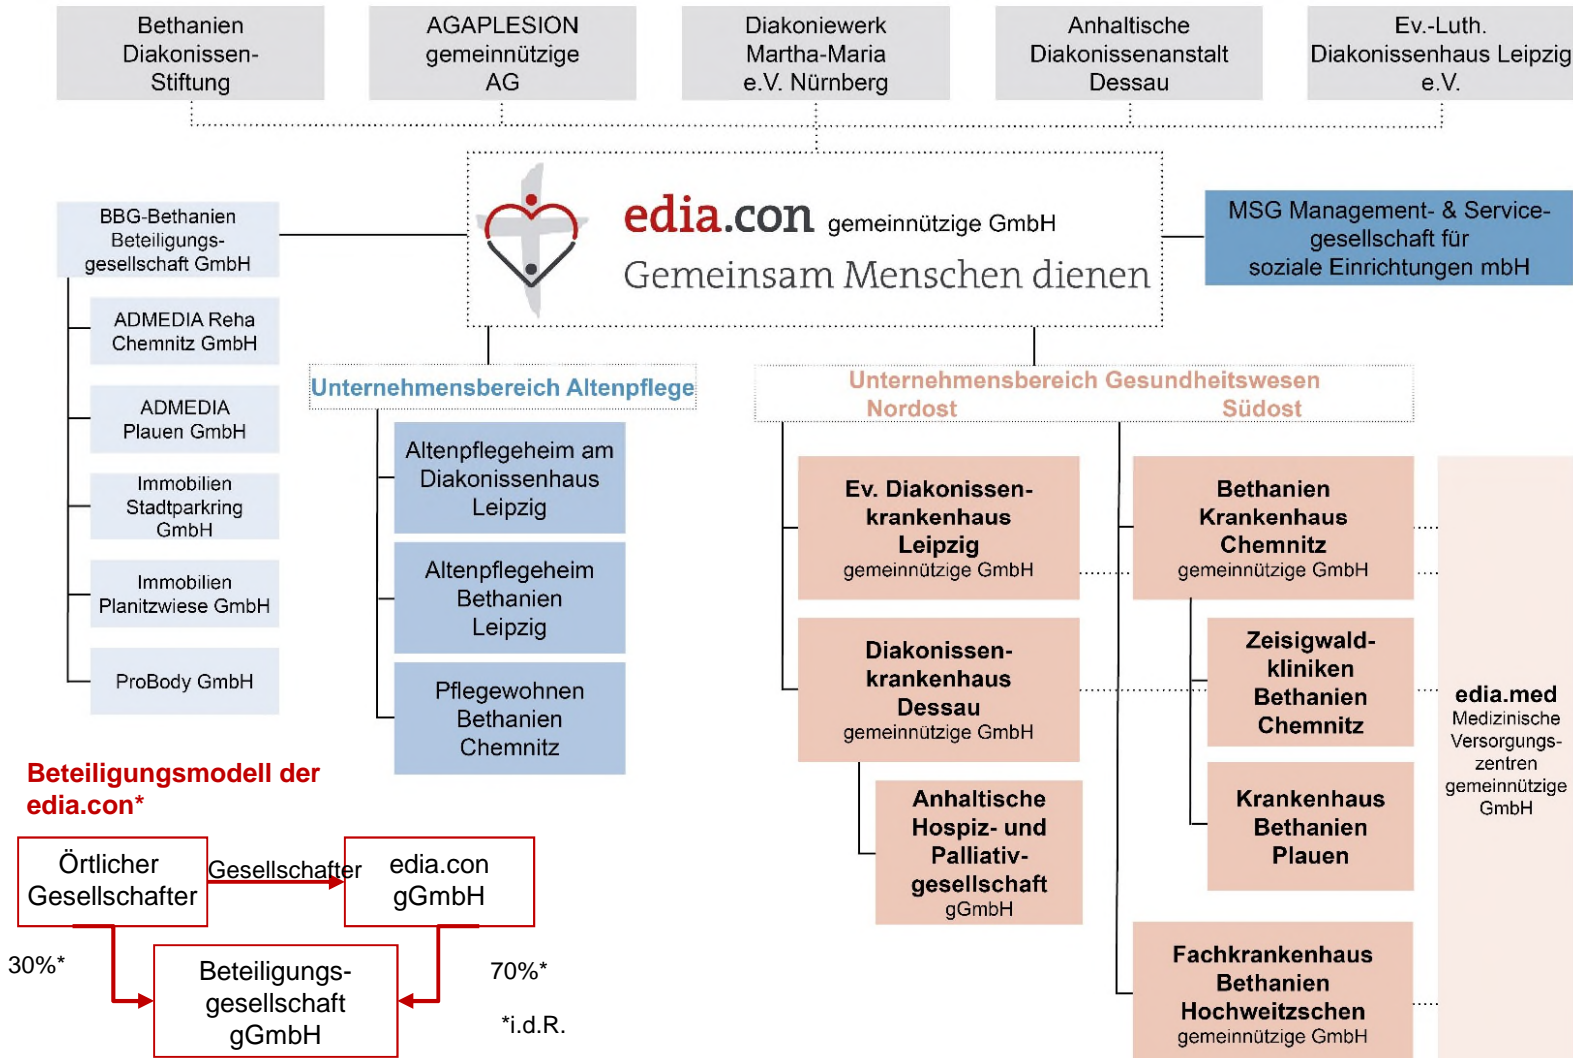 Bethanien
Diakonissen-
Stiftung
AGAPLESION
gemeinnützige
AG
Diakoniewerk
Martha-Maria
e.V. Nürnberg
Anhaltische
Diakonissenanstalt
Dessau
Ev.-Luth.
Diakonissenhaus Leipzig
e.V.
edia.con gemeinnützige GmbH
Gemeinsam Menschen dienen
BBG-Bethanien
Beteiligungs-
gesellschaft GmbH
ADMEDIA Reha
Chemnitz GmbH
ADMEDIA
Plauen GmbH
Immobilien
Stadtparkring
GmbH
Immobilien
Planitzwiese GmbH
ProBody GmbH
MSG Management- & Service-
gesellschaft für
soziale Einrichtungen mbH
Unternehmensbereich Altenpflege
Altenpflegeheim am
Diakonissenhaus
Leipzig
Altenpflegeheim
Bethanien
Leipzig
Pflegewohnen
Bethanien
Chemnitz
Unternehmensbereich Gesundheitswesen
Nordost Südost
Ev. Diakonissen-
krankenhaus
Leipzig
gemeinnützige GmbH
Diakonissen-
krankenhaus
Dessau
gemeinnützige GmbH
Anhaltische
Hospiz- und
Palliativ-
gesellschaft
gGmbH
Bethanien
Krankenhaus
Chemnitz
gemeinnützige GmbH
Zeisigwald-
kliniken
Bethanien
Chemnitz
Krankenhaus
Bethanien
Plauen
Fachkrankenhaus
Bethanien
Hochweitzschen
gemeinnützige GmbH
edia.med
Medizinische
Versorgungs-
zentren
gemeinnützige
GmbH
Beteiligungsmodell der
edia.con*
Örtlicher
Gesellschafter
Gesellschafter
edia.con
gGmbH
30%*
Beteiligungs-
gesellschaft
gGmbH
70%*
*i.d.R.